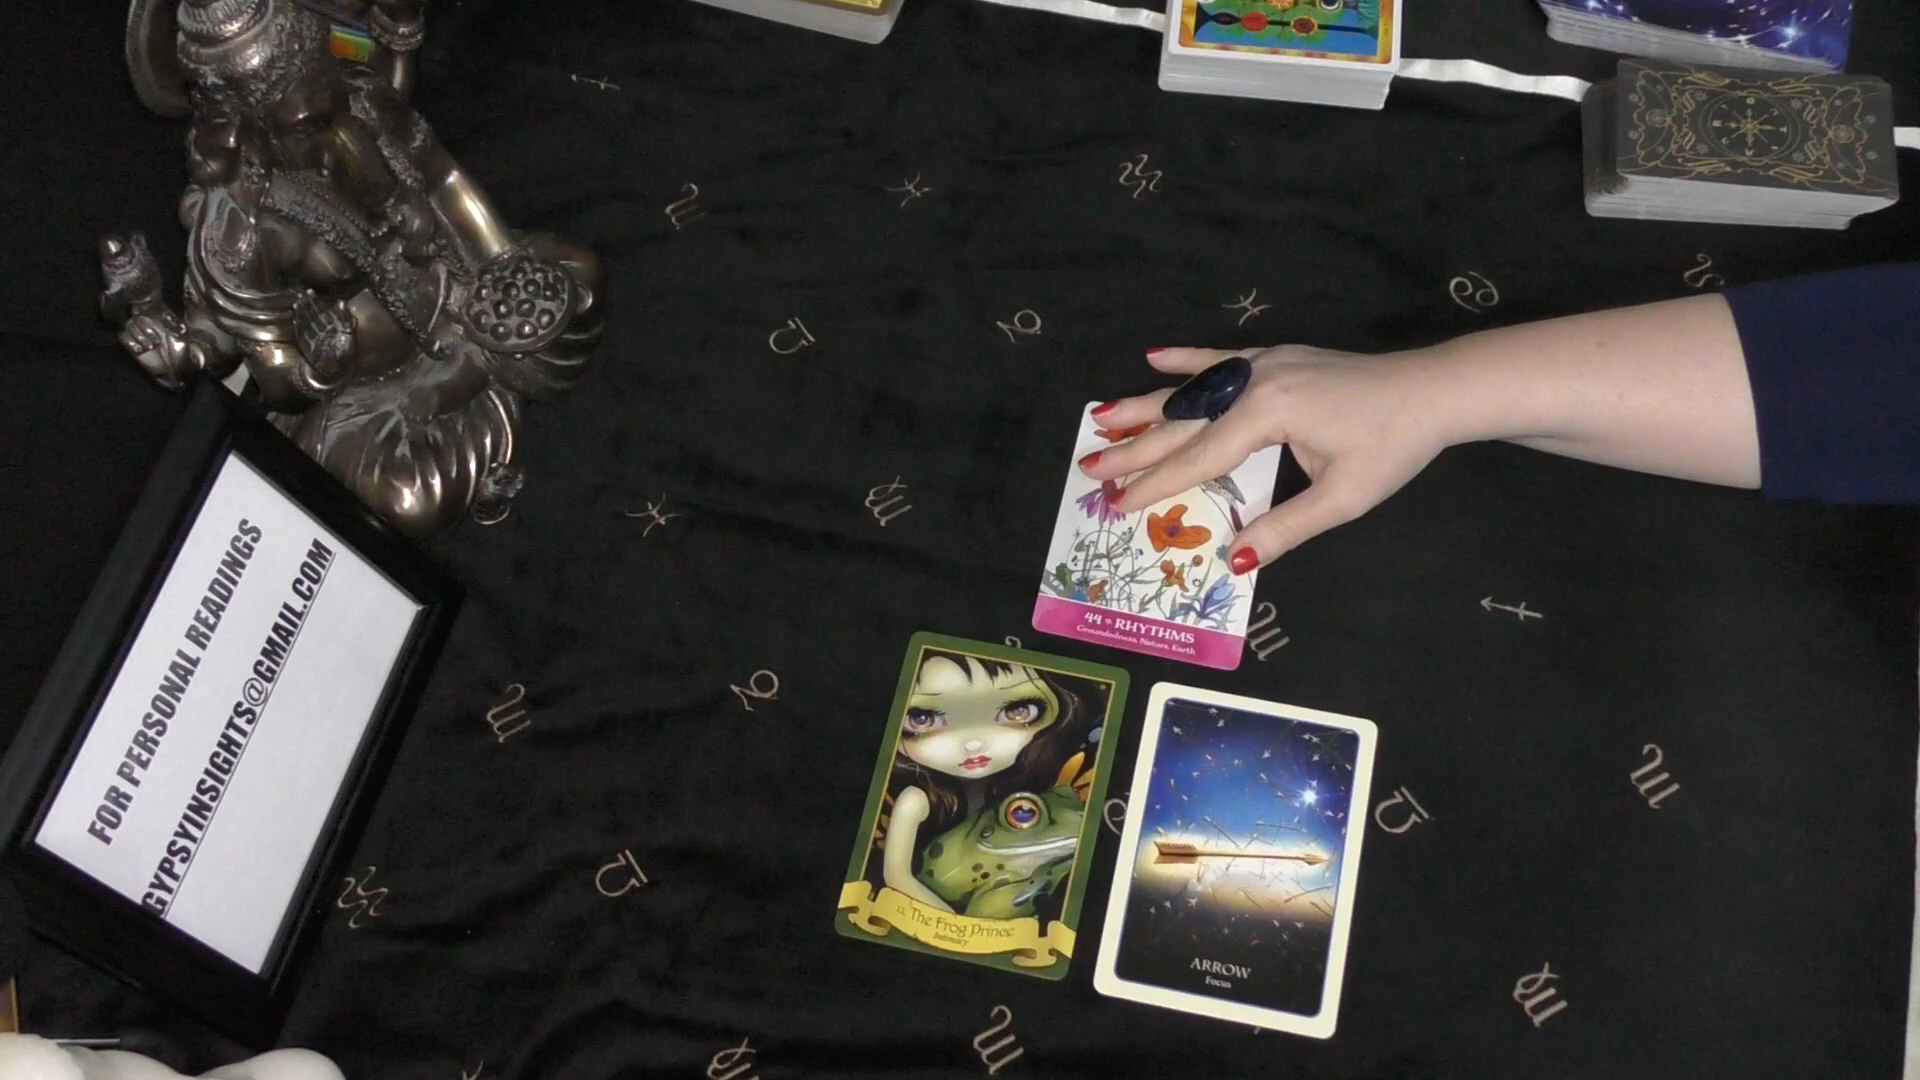 FOR PERSONAL READINGS
GYPSYINSIGHTS@GMAIL.COM
44 RHYTHMS
Groundedness, Nature, Earth
12. The Frog Prince
Intimacy
ARROW
Focus